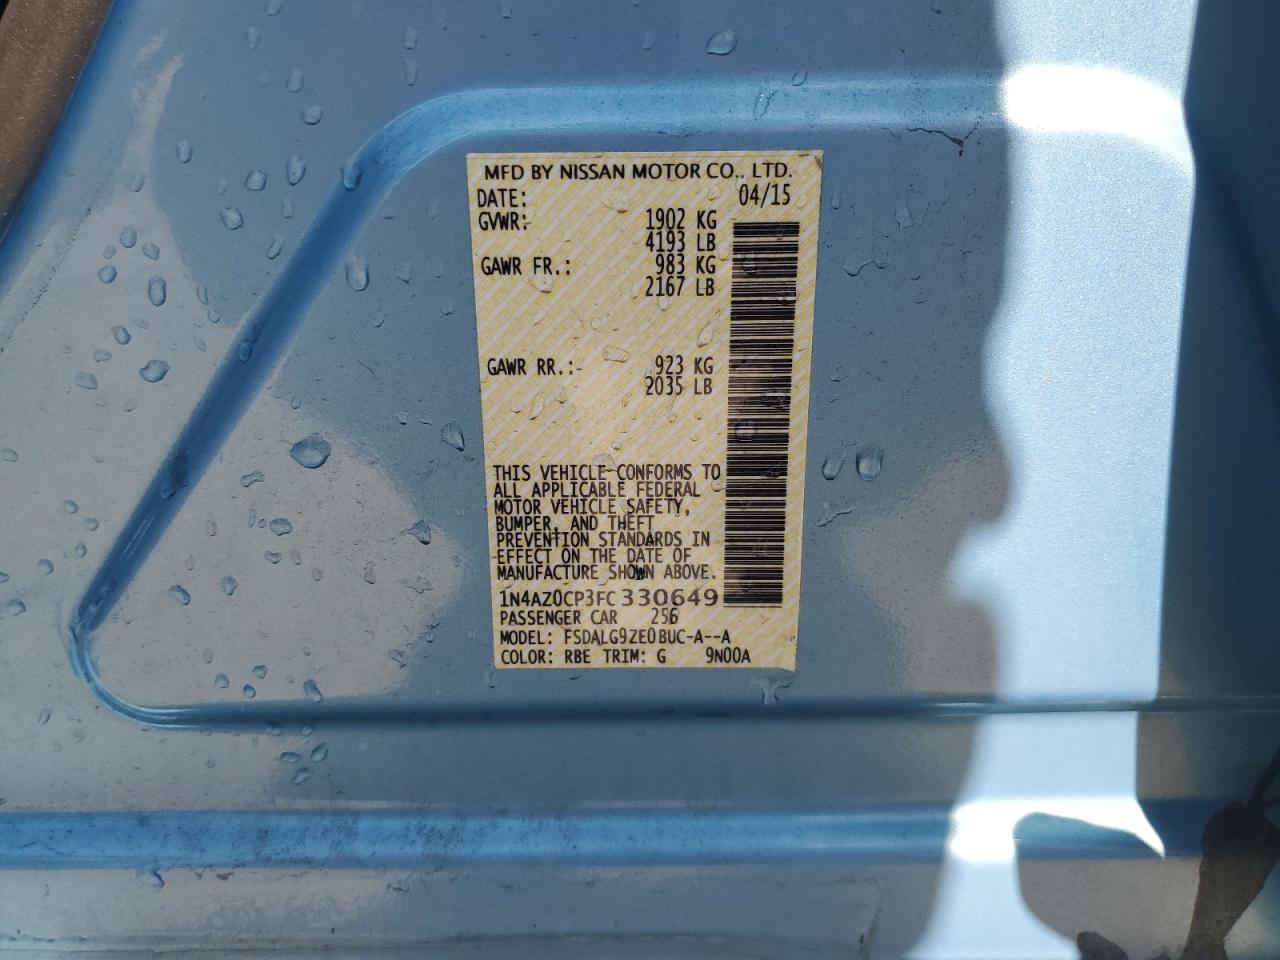 MFD BY NISSAN MOTOR CO., LTD.
DATE: 04/15
GVWR: 1902 KG
4193 LB
GAWR FR.: 983 KG
2167 LB
GAWR RR.: 923 KG
2035 LB
THIS VEHICLE CONFORMS TO
ALL APPLICABLE FEDERAL
MOTOR VEHICLE SAFETY,
BUMPER, AND THEFT
PREVENTION STANDARDS IN
EFFECT ON THE DATE OF
MANUFACTURE SHOWN ABOVE.
1N4AZ0CP3FC330649
PASSENGER CAR 256
MODEL: FSDALG9ZE0BUC-A--A
COLOR: RBE TRIM: G 9N00A